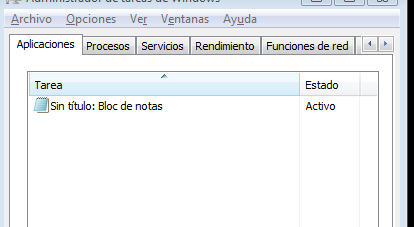 Administrador de tareas de Windows
Archivo Opciones Ver Ventanas Ayuda
Aplicaciones Procesos Servicios Rendimiento Funciones de red
Tarea Estado
Sin título: Bloc de notas Activo